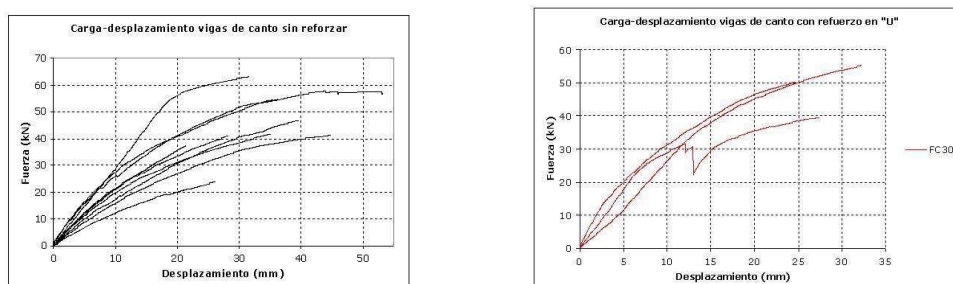 Carga-desplazamiento vigas de canto sin reforzar
70
60
50
40
30
20
10
0
Fuerza (kN)
0 10 20 30 40 50
Desplazamiento (mm)
Carga-desplazamiento vigas de canto con refuerzo en "U"
60
50
40
30
20
10
0
Fuerza (kN)
0 5 10 15 20 25 30 35
Desplazamiento (mm)
FC30